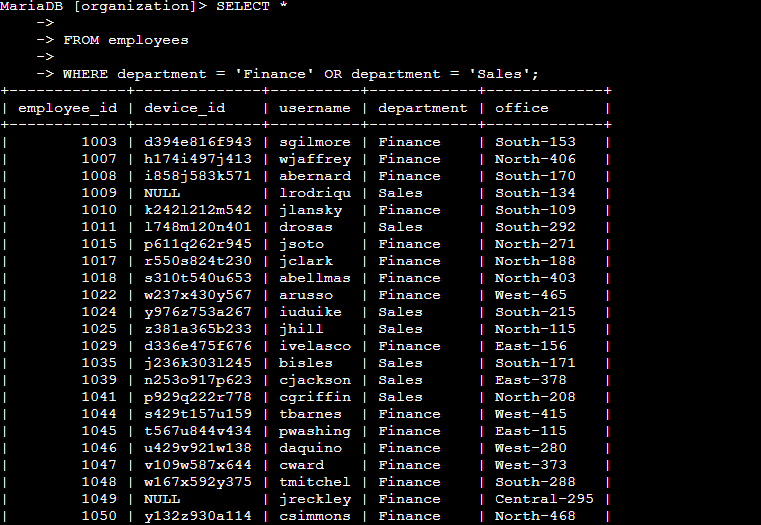 MariaDB [organization]> SELECT *
    ->
    -> FROM employees
    ->
    -> WHERE department = 'Finance' OR department = 'Sales';
+-------------+--------------+----------+------------+-------------+
| employee_id | device_id    | username | department | office      |
+-------------+--------------+----------+------------+-------------+
|        1003 | d394e816f943 | sgilmore | Finance    | South-153   |
|        1007 | h174i497j413 | wjaffrey | Finance    | North-406   |
|        1008 | i858j583k571 | abernard | Finance    | South-170   |
|        1009 | NULL         | lrodriqu | Sales      | South-134   |
|        1010 | k242l212m542 | jlansky  | Finance    | South-109   |
|        1011 | l748m120n401 | drosas   | Sales      | South-292   |
|        1015 | p611q262r945 | jsoto    | Finance    | North-271   |
|        1017 | r550s824t230 | jclark   | Finance    | North-188   |
|        1018 | s310t540u653 | abellmas | Finance    | North-403   |
|        1022 | w237x430y567 | arusso   | Finance    | West-465    |
|        1024 | y976z753a267 | iuduike  | Sales      | South-215   |
|        1025 | z381a365b233 | jhill    | Sales      | North-115   |
|        1029 | d336e475f676 | ivelasco | Finance    | East-156    |
|        1035 | j236k303l245 | bisles   | Sales      | South-171   |
|        1039 | n253o917p623 | cjackson | Sales      | East-378    |
|        1041 | p929q222r778 | cgriffin | Sales      | North-208   |
|        1044 | s429t157u159 | tbarnes  | Finance    | West-415    |
|        1045 | t567u844v434 | pwashing | Finance    | East-115    |
|        1046 | u429v921w138 | daquino  | Finance    | West-280    |
|        1047 | v109w587x644 | cward    | Finance    | West-373    |
|        1048 | w167x592y375 | tmitchel | Finance    | South-288   |
|        1049 | NULL         | jreckley | Finance    | Central-295 |
|        1050 | y132z930a114 | csimmons | Finance    | North-468   |